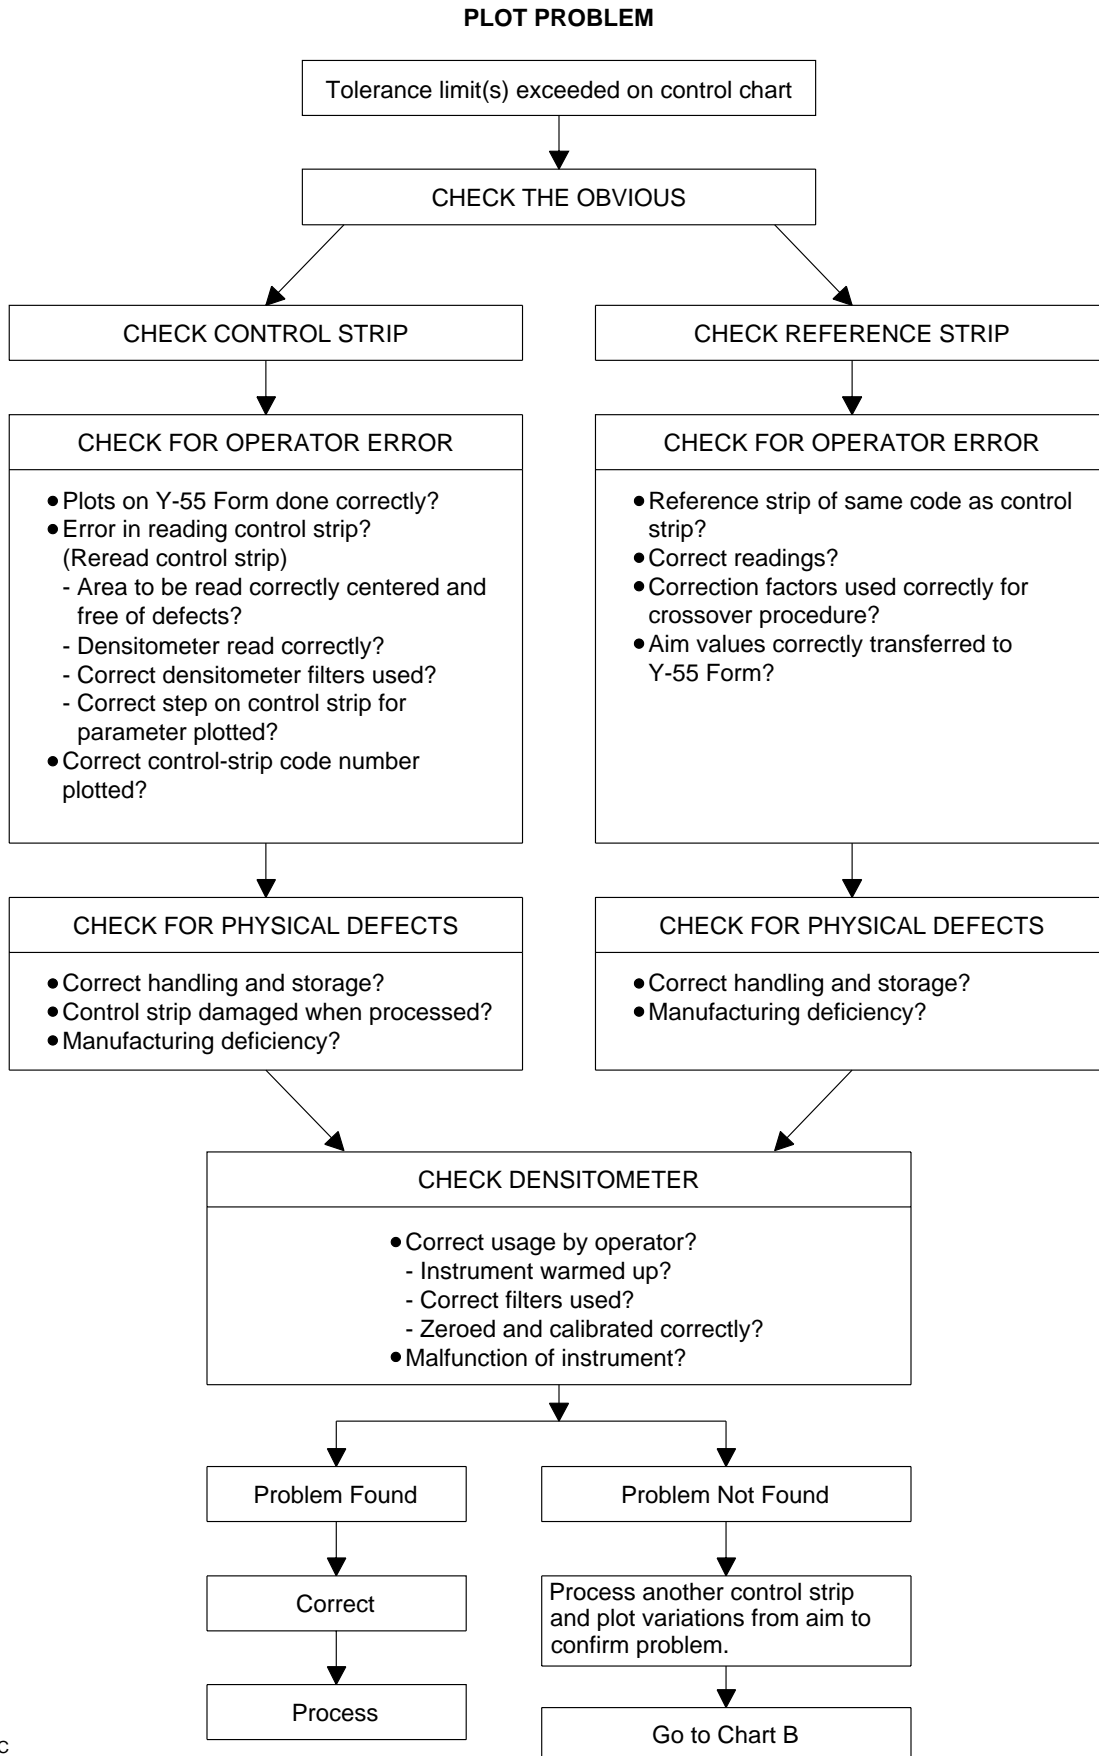 PLOT PROBLEM
Tolerance limit(s) exceeded on control chart
CHECK THE OBVIOUS
CHECK CONTROL STRIP
CHECK FOR OPERATOR ERROR
● Plots on Y-55 Form done correctly?
● Error in reading control strip?
(Reread control strip)
- Area to be read correctly centered and
free of defects?
- Densitometer read correctly?
- Correct densitometer filters used?
- Correct step on control strip for
parameter plotted?
● Correct control-strip code number
plotted?
CHECK FOR PHYSICAL DEFECTS
● Correct handling and storage?
● Control strip damaged when processed?
● Manufacturing deficiency?
CHECK REFERENCE STRIP
CHECK FOR OPERATOR ERROR
● Reference strip of same code as control
strip?
● Correct readings?
● Correction factors used correctly for
crossover procedure?
● Aim values correctly transferred to
Y-55 Form?
CHECK FOR PHYSICAL DEFECTS
● Correct handling and storage?
● Manufacturing deficiency?
CHECK DENSITOMETER
● Correct usage by operator?
- Instrument warmed up?
- Correct filters used?
- Zeroed and calibrated correctly?
● Malfunction of instrument?
Problem Found
Correct
Process
Problem Not Found
Process another control strip
and plot variations from aim to
confirm problem.
Go to Chart B